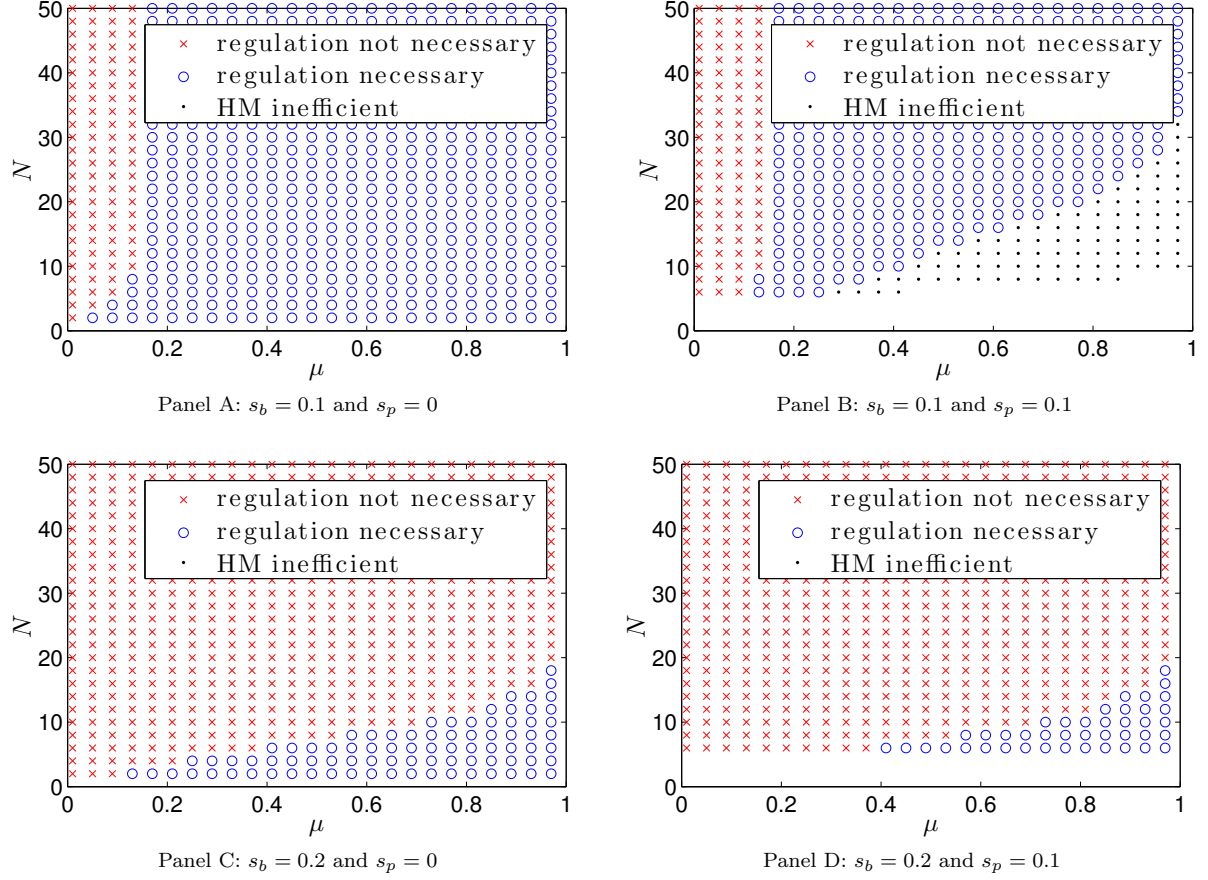 50
40
30
20
10
0
N
× regulation not necessary
○ regulation necessary
· HM inefficient
0 0.2 0.4 0.6 0.8 1
μ
Panel A: s_b = 0.1 and s_p = 0
50
40
30
20
10
0
N
× regulation not necessary
○ regulation necessary
· HM inefficient
0 0.2 0.4 0.6 0.8 1
μ
Panel B: s_b = 0.1 and s_p = 0.1
50
40
30
20
10
0
N
× regulation not necessary
○ regulation necessary
· HM inefficient
0 0.2 0.4 0.6 0.8 1
μ
Panel C: s_b = 0.2 and s_p = 0
50
40
30
20
10
0
N
× regulation not necessary
○ regulation necessary
· HM inefficient
0 0.2 0.4 0.6 0.8 1
μ
Panel D: s_b = 0.2 and s_p = 0.1